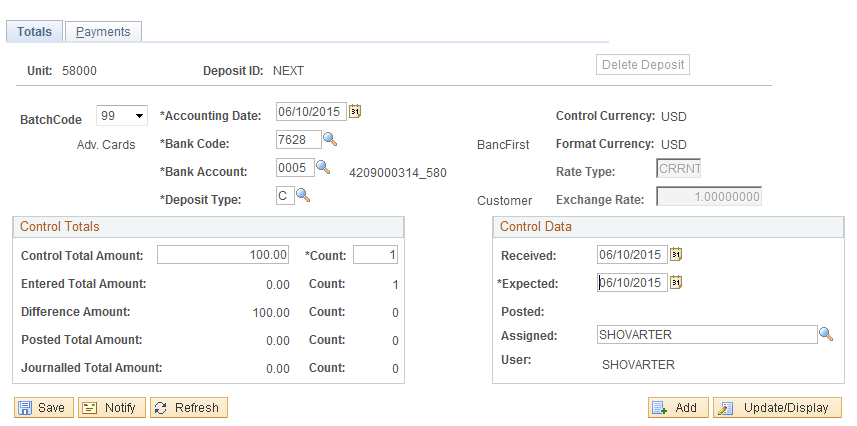 Totals Payments
Unit: 58000 Deposit ID: NEXT Delete Deposit
BatchCode 99 *Accounting Date: 06/10/2015 31 Control Currency: USD
Adv. Cards *Bank Code: 7628 BancFirst Format Currency: USD
*Bank Account: 0005 4209000314_580 Rate Type: CRRNT
*Deposit Type: C Customer Exchange Rate: 1.00000000
Control Totals
Control Total Amount: 100.00 *Count: 1
Entered Total Amount: 0.00 Count: 1
Difference Amount: 100.00 Count: 0
Posted Total Amount: 0.00 Count: 0
Journalled Total Amount: 0.00 Count: 0
Control Data
Received: 06/10/2015 31
*Expected: 06/10/2015 31
Posted:
Assigned: SHOVARTER
User: SHOVARTER
Save Notify Refresh Add Update/Display